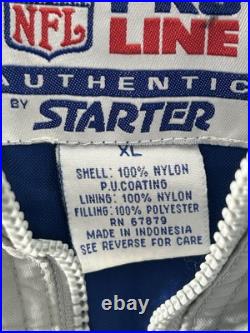 NFL PRO
LINE
AUTHENTIC
BY STARTER
XL
SHELL: 100% NYLON
P.U.COATING
LINING: 100% NYLON
FILLING: 100% POLYESTER
RN 67879
MADE IN INDONESIA
SEE REVERSE FOR CARE